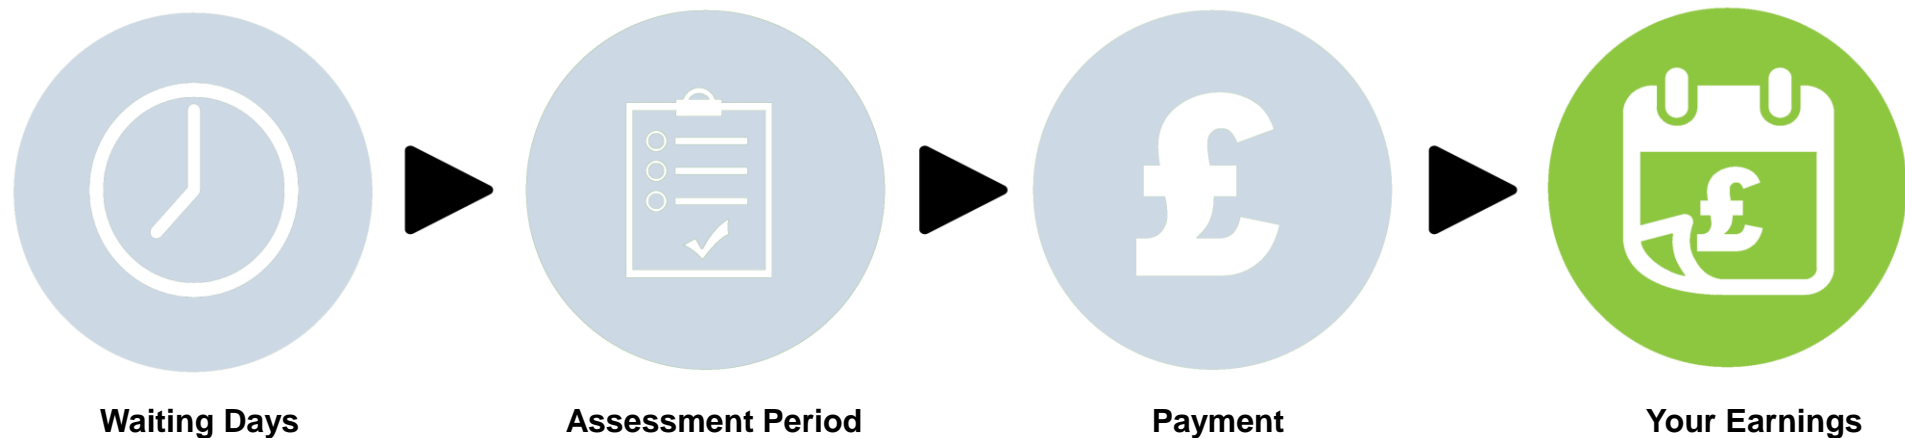 Waiting Days
Assessment Period
Payment
Your Earnings
£
£